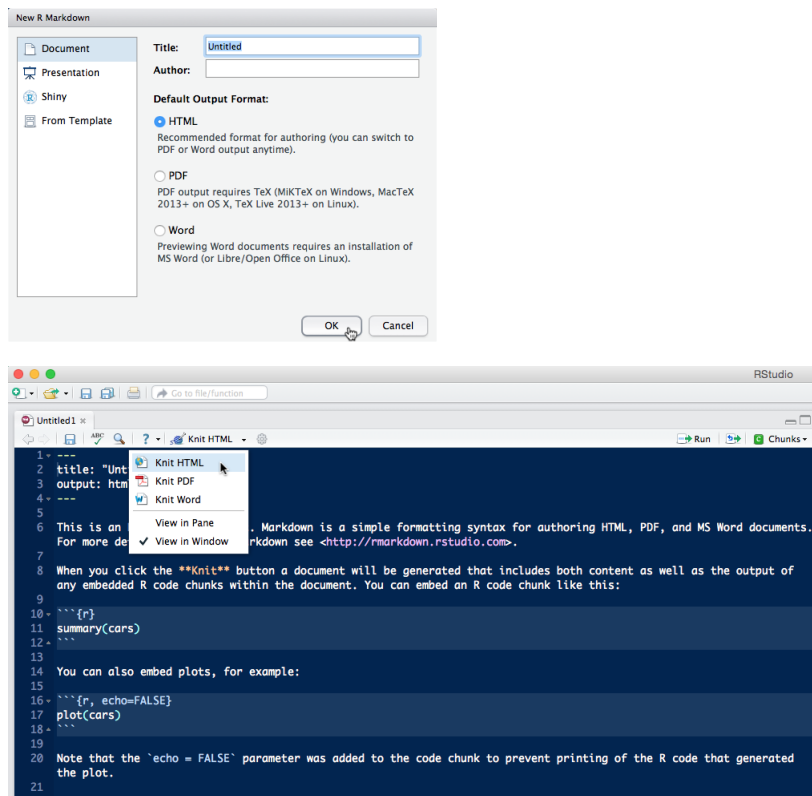 New R Markdown
Document
Presentation
Shiny
From Template
Title: Untitled
Author:
Default Output Format:
HTML
Recommended format for authoring (you can switch to
PDF or Word output anytime).
PDF
PDF output requires TeX (MiKTeX on Windows, MacTeX
2013+ on OS X, TeX Live 2013+ on Linux).
Word
Previewing Word documents requires an installation of
MS Word (or Libre/Open Office on Linux).
OK Cancel
RStudio
Go to file/function
Untitled1
ABC ? Knit HTML Run Chunks
Knit HTML
Knit PDF
Knit Word
View in Pane
View in Window
1 ---
2 title: "Unt
3 output: htm
4 ---
5
6 This is an . Markdown is a simple formatting syntax for authoring HTML, PDF, and MS Word documents.
For more de rkdown see <http://rmarkdown.rstudio.com>.
7
8 When you click the **Knit** button a document will be generated that includes both content as well as the output of
any embedded R code chunks within the document. You can embed an R code chunk like this:
9
10 ```{r}
11 summary(cars)
12 ```
13
14 You can also embed plots, for example:
15
16 ```{r, echo=FALSE}
17 plot(cars)
18 ```
19
20 Note that the `echo = FALSE` parameter was added to the code chunk to prevent printing of the R code that generated
the plot.
21